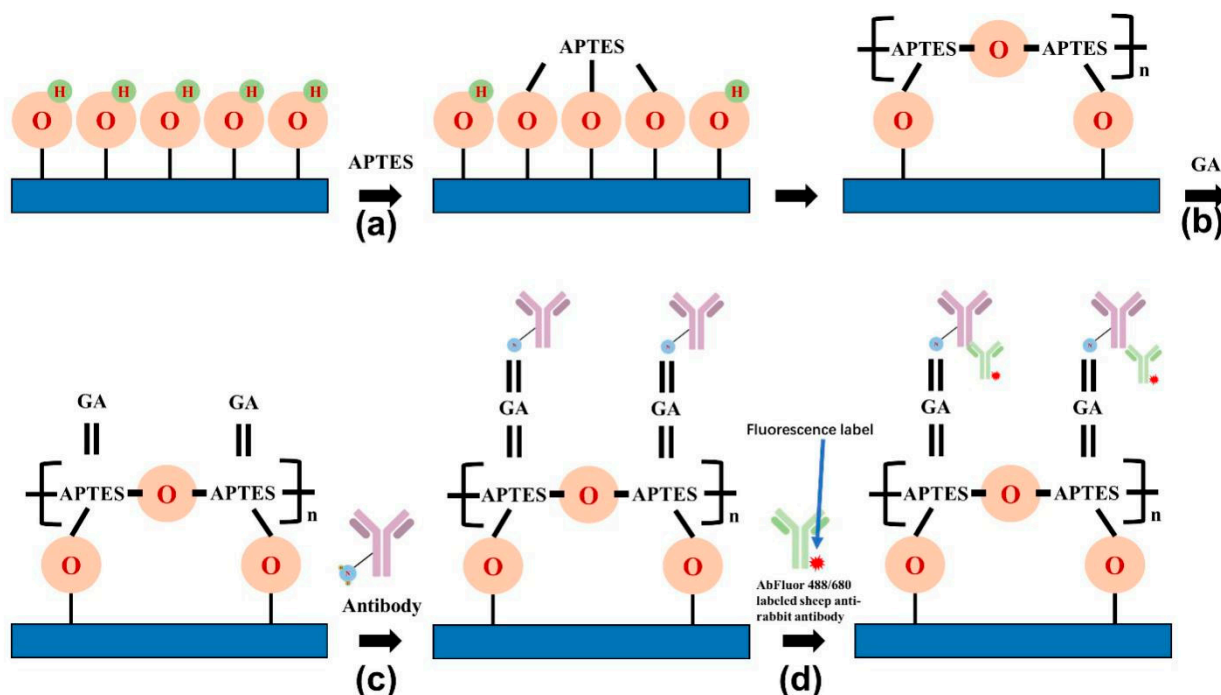 H H H H H
O O O O O
APTES
(a)
APTES
H H
O O O O O
APTES O APTES
n
O O
GA
(b)
GA GA
APTES O APTES
n
O O
Antibody
(c)
GA GA
APTES O APTES
n
O O
Fluorescence label
AbFluor 488/680
labeled sheep anti-
rabbit antibody
(d)
GA GA
APTES O APTES
n
O O